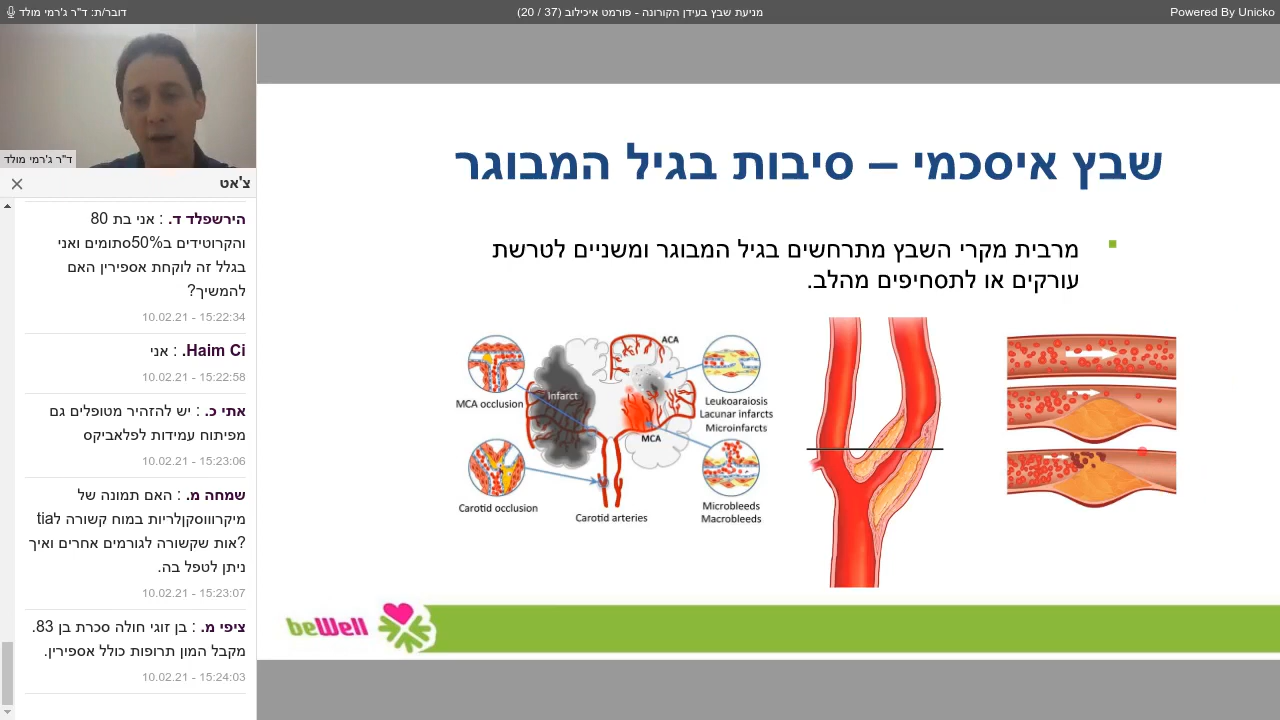 דובר/ת: ד"ר ג'רמי מולד
מניעת שבץ בעידן הקורונה - פורמט איכילוב (37 / 20)
Powered By Unicko
ד"ר ג'רמי מולד
צ'אט
הירשפלד ד. : אני בת 80
והקרוטידים ב50%סתומים ואני
בגלל זה לוקחת אספירין האם
להמשיך?
10.02.21 - 15:22:34
Haim Ci. : אני
10.02.21 - 15:22:58
אתי כ. : יש להזהיר מטופלים גם
מפיתוח עמידות לפלאביקס
10.02.21 - 15:23:06
שמחה מ. : האם תמונה של
מיקרוווסקןלריות במוח קשורה לtia
?אות שקשורה לגורמים אחרים ואיך
ניתן לטפל בה.
10.02.21 - 15:23:07
ציפי מ. : בן זוגי חולה סכרת בן 83.
מקבל המון תרופות כולל אספירין.
10.02.21 - 15:24:03
שבץ איסכמי – סיבות בגיל המבוגר
מרבית מקרי השבץ מתרחשים בגיל המבוגר ומשניים לטרשת
עורקים או לתסחיפים מהלב.
ACA
Infarct
MCA occlusion
MCA
Leukoaraiosis
Lacunar infarcts
Microinfarcts
Carotid occlusion
Carotid arteries
Microbleeds
Macrobleeds
beWell